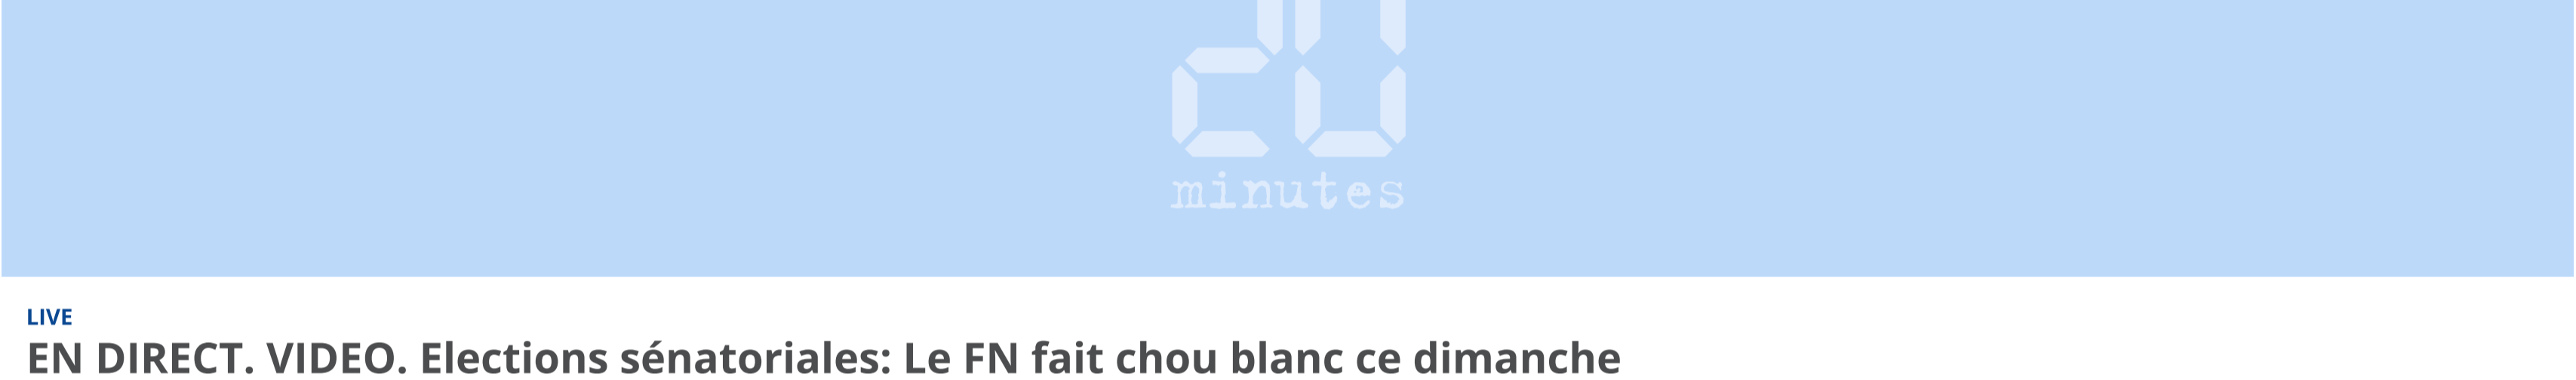 20
minutes
LIVE
EN DIRECT. VIDEO. Elections sénatoriales: Le FN fait chou blanc ce dimanche